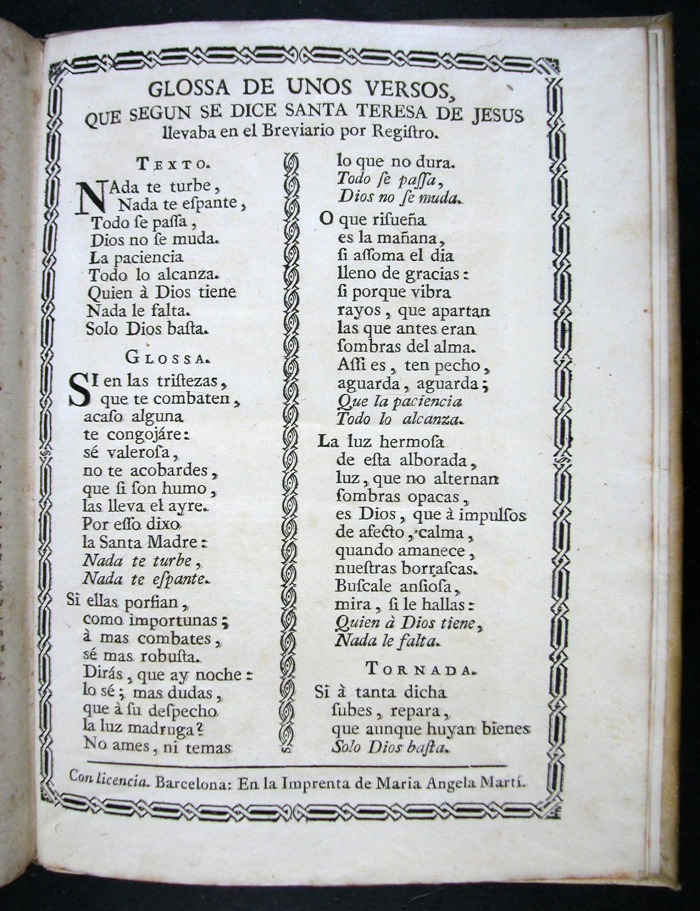 GLOSSA DE UNOS VERSOS,
QUE SEGUN SE DICE SANTA TERESA DE JESUS
llevaba en el Breviario por Regiſtro.
TEXTO.
NAda te turbe,
Nada te eſpante,
Todo ſe paſſa,
Dios no ſe muda.
La paciencia
Todo lo alcanza.
Quien à Dios tiene
Nada le falta.
Solo Dios baſta.
GLOSSA.
SI en las triſtezas,
que te combaten,
acaſo alguna
te congojáre:
sé valeroſa,
no te acobardes,
que ſi ſon humo,
las lleva el ayre.
Por eſſo dixo
la Santa Madre:
Nada te turbe,
Nada te eſpante.
Si ellas porfian,
como importunas;
à mas combates,
sé mas robuſta.
Dirás, que ay noche:
lo sé; mas dudas,
que à ſu deſpecho
la luz madruga?
No ames, ni temas
lo que no dura.
Todo ſe paſſa,
Dios no ſe muda.
O que riſueña
es la mañana,
ſi aſſoma el dia
lleno de gracias:
ſi porque vibra
rayos, que apartan
las que antes eran
ſombras del alma.
Aſſi es, ten pecho,
aguarda, aguarda;
Que la paciencia
Todo lo alcanza.
La luz hermoſa
de eſta alborada,
luz, que no alternan
ſombras opacas,
es Dios, que à impulſos
de afecto, calma,
quando amanece,
nueſtras borraſcas.
Buſcale anſioſa,
mira, ſi le hallas:
Quien à Dios tiene,
Nada le falta.
TORNADA.
Si à tanta dicha
ſubes, repara,
que aunque huyan bienes
Solo Dios baſta.
Con licencia. Barcelona: En la Imprenta de Maria Angela Martí.